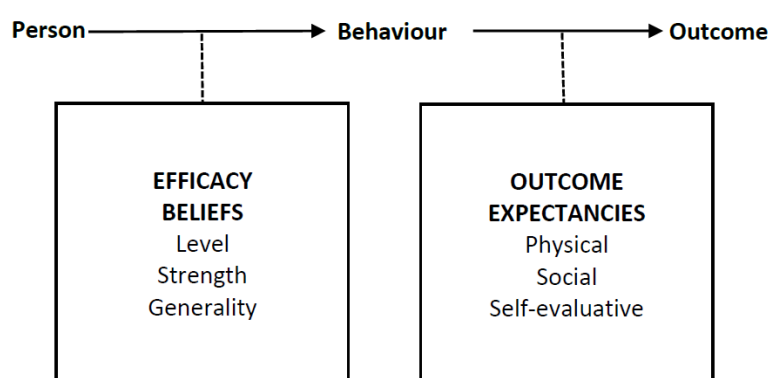 Person Behaviour Outcome
EFFICACY
BELIEFS
Level
Strength
Generality
OUTCOME
EXPECTANCIES
Physical
Social
Self-evaluative